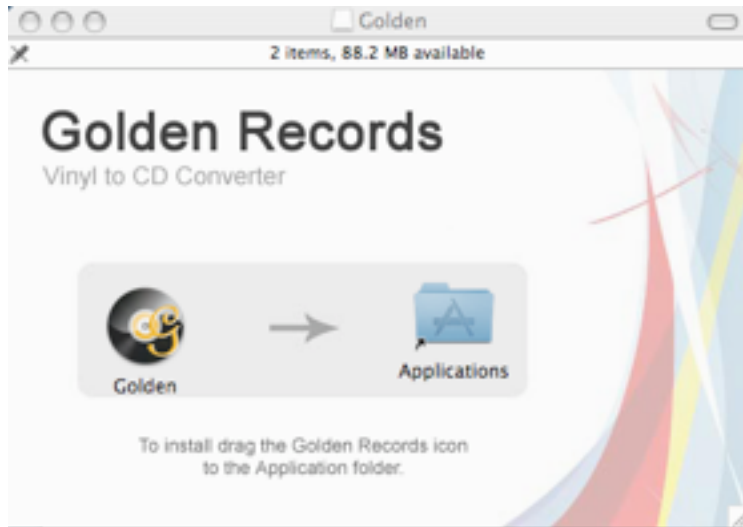 Golden
2 items, 88.2 MB available
Golden Records
Vinyl to CD Converter
Golden
Applications
To install drag the Golden Records icon
to the Application folder.